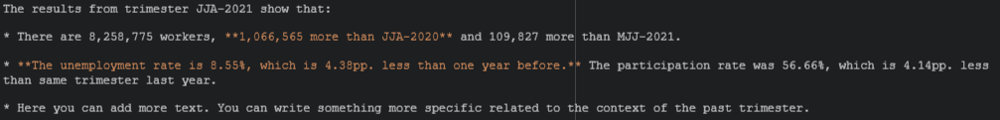 The results from trimester JJA-2021 show that:
* There are 8,258,775 workers, **1,066,565 more than JJA-2020** and 109,827 more than MJJ-2021.
* **The unemployment rate is 8.55%, which is 4.38pp. less than one year before.** The participation rate was 56.66%, which is 4.14pp. less
than same trimester last year.
* Here you can add more text. You can write something more specific related to the context of the past trimester.